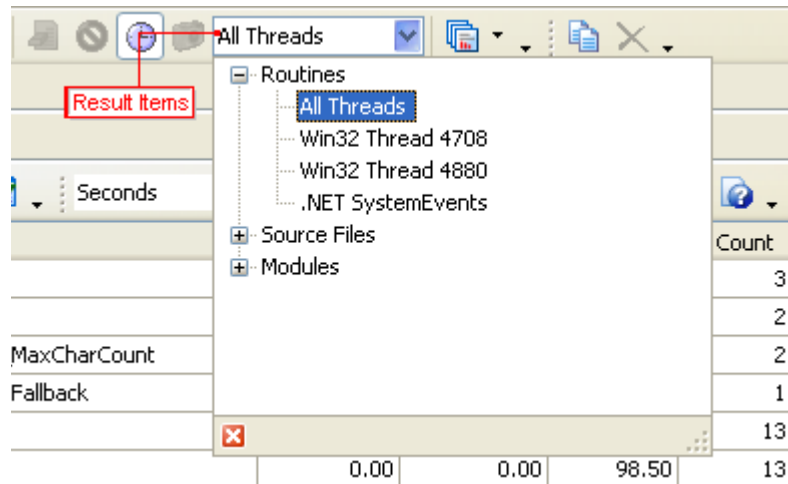 All Threads
Result Items
Routines
All Threads
Win32 Thread 4708
Win32 Thread 4880
.NET SystemEvents
Source Files
Modules
Seconds
Count
3
2
MaxCharCount 2
Fallback 1
13
0.00 0.00 98.50 13